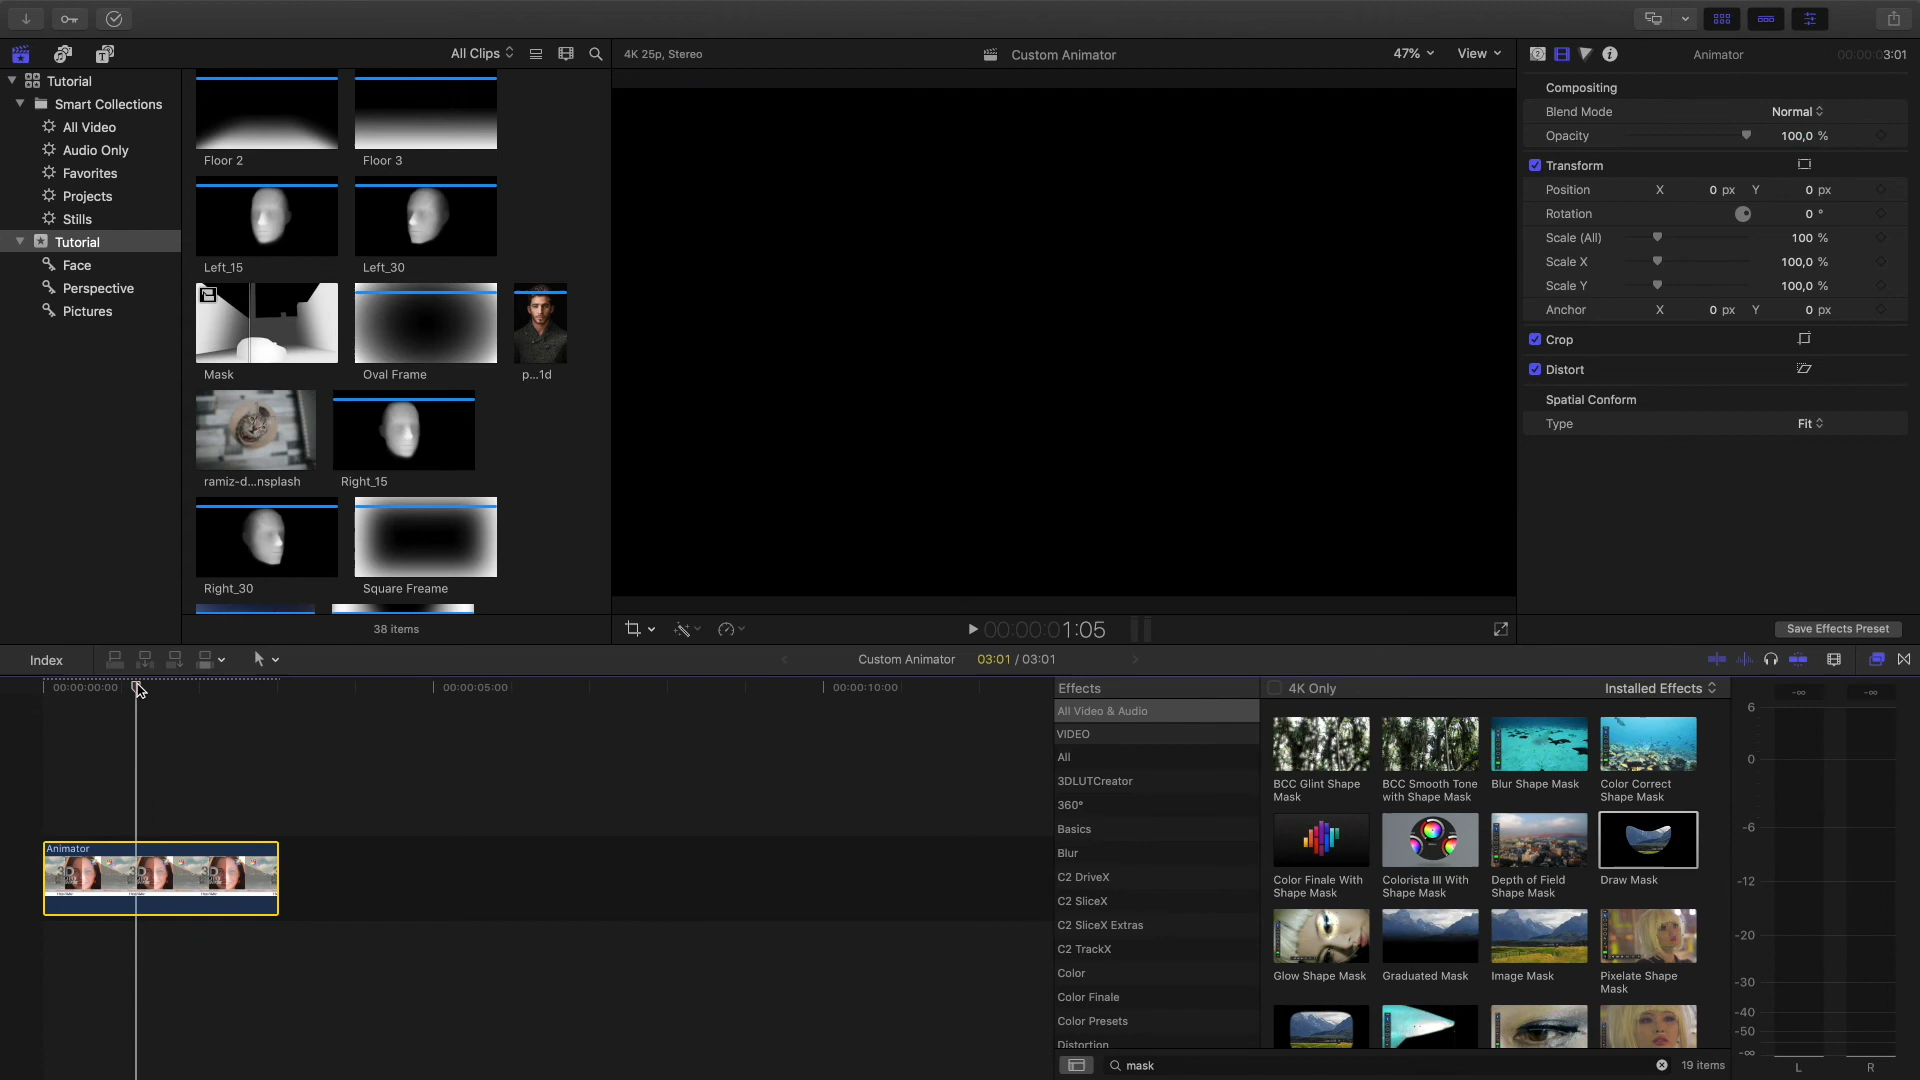 All Clips
4K 25p, Stereo
Custom Animator
47%
View
Animator
00:00:03:01
Tutorial
Smart Collections
All Video
Audio Only
Favorites
Projects
Stills
Tutorial
Face
Perspective
Pictures
Floor 2
Floor 3
Left_15
Left_30
Mask
Oval Frame
p...1d
ramiz-d...nsplash
Right_15
Right_30
Square Freame
38 items
Compositing
Blend Mode
Normal
Opacity
100,0 %
Transform
Position
X
0 px
Y
0 px
Rotation
0 °
Scale (All)
100 %
Scale X
100,0 %
Scale Y
100,0 %
Anchor
X
0 px
Y
0 px
Crop
Distort
Spatial Conform
Type
Fit
00:00:01:05
Save Effects Preset
Index
Custom Animator
03:01 / 03:01
00:00:00:00
00:00:05:00
00:00:10:00
Animator
Effects
4K Only
Installed Effects
All Video & Audio
VIDEO
All
3DLUTCreator
360°
Basics
Blur
C2 DriveX
C2 SliceX
C2 SliceX Extras
C2 TrackX
Color
Color Finale
Color Presets
Distortion
BCC Glint Shape
Mask
BCC Smooth Tone
with Shape Mask
Blur Shape Mask
Color Correct
Shape Mask
Color Finale With
Shape Mask
Colorista III With
Shape Mask
Depth of Field
Shape Mask
Draw Mask
Glow Shape Mask
Graduated Mask
Image Mask
Pixelate Shape
Mask
mask
19 items
-∞
-∞
6
0
-6
-12
-20
-30
-40
-50
-∞
L
R